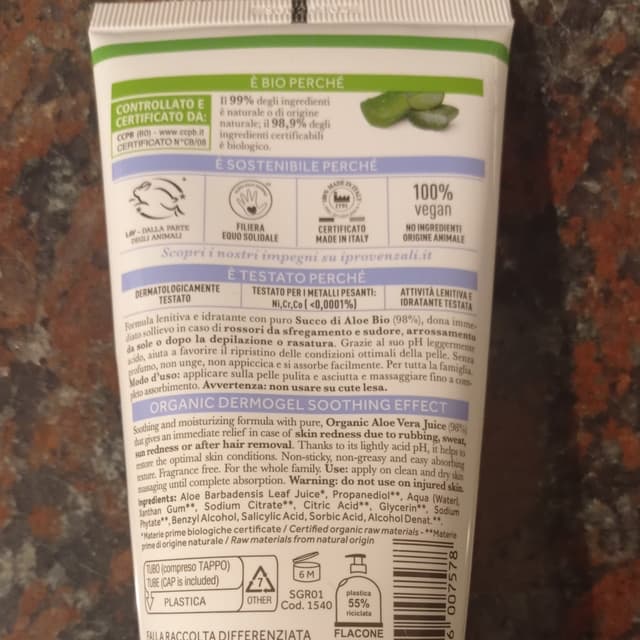 È BIO PERCHÉ
CONTROLLATO E
CERTIFICATO DA:
CCPB (BO) - www.ccpb.it
CERTIFICATO N°CB/08
Il 99% degli ingredienti
è naturale o di origine
naturale; il 98,9% degli
ingredienti certificabili
è biologico.
È SOSTENIBILE PERCHÉ
LAV - DALLA PARTE
DEGLI ANIMALI
FILIERA
EQUO SOLIDALE
100% MADE IN ITALY
CERTIFICATO
MADE IN ITALY
100%
vegan
NO INGREDIENTI
ORIGINE ANIMALE
Scopri i nostri impegni su iprovenzali.it
È TESTATO PERCHÉ
DERMATOLOGICAMENTE
TESTATO
TESTATO PER I METALLI PESANTI:
Ni,Cr,Co (<0,0001%)
ATTIVITÀ LENITIVA E
IDRATANTE TESTATA
Formula lenitiva e idratante con puro Succo di Aloe Bio (98%), dona imme-
diato sollievo in caso di rossori da sfregamento e sudore, arrossamento
da sole o dopo la depilazione o rasatura. Grazie al suo pH leggermente
acido, aiuta a favorire il ripristino delle condizioni ottimali della pelle. Senza
profumo, non unge, non appiccica e si assorbe facilmente. Per tutta la famiglia.
Modo d'uso: applicare sulla pelle pulita e asciutta e massaggiare fino a com-
pleto assorbimento. Avvertenza: non usare su cute lesa.
ORGANIC DERMOGEL SOOTHING EFFECT
Soothing and moisturizing formula with pure, Organic Aloe Vera Juice (98%)
that gives an immediate relief in case of skin redness due to rubbing, sweat,
sun redness or after hair removal. Thanks to its lightly acid pH, it helps to
restore the optimal skin conditions. Non-sticky, non-greasy and easy absorbing
texture. Fragrance free. For the whole family. Use: apply on clean and dry skin
massaging until complete absorption. Warning: do not use on injured skin.
Ingredients: Aloe Barbadensis Leaf Juice*, Propanediol**, Aqua (Water),
Xanthan Gum**, Sodium Citrate**, Citric Acid**, Glycerin**, Sodium
Phytate**, Benzyl Alcohol, Salicylic Acid, Sorbic Acid, Alcohol Denat.**.
*Materie prime biologiche certificate / Certified organic raw materials - **Materie
prime di origine naturale / Raw materials from natural origin
TUBO (compreso TAPPO)
TUBE (CAP is included)
PLASTICA
7
OTHER
6 M
SGR01
Cod. 1540
plastica
55%
riciclata
FLACONE
FALLA RACCOLTA DIFFERENZIATA
6 007578